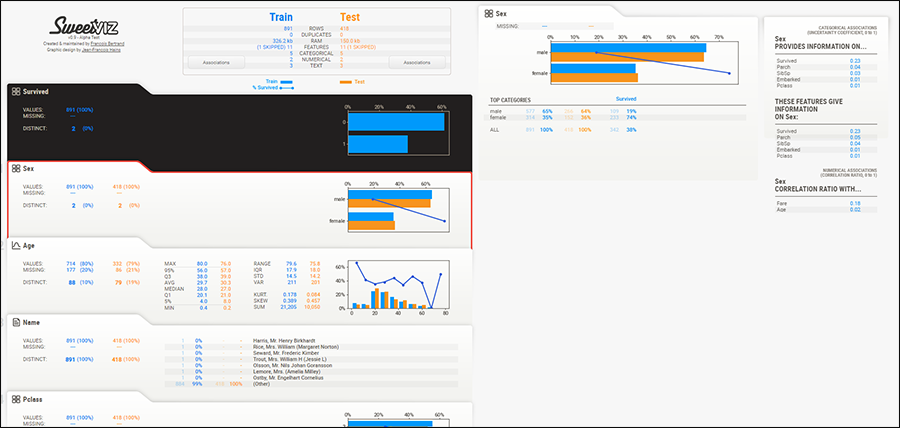 SweetVIZ
v0.9 - Alpha Test
Created & maintained by Francois Bertrand
Graphic design by Jean-Francois Hains
Train Test
891 ROWS 418
0 DUPLICATES 0
326.2 kb RAM 150.0 kb
(1 SKIPPED) 11 FEATURES 11 (1 SKIPPED)
5 CATEGORICAL 5
2 NUMERICAL 2
3 TEXT 3
Associations Associations
Train Test
% Survived
Survived
VALUES: 891 (100%)
MISSING: ---
DISTINCT: 2 (0%)
0% 20% 40% 60%
0
1
Sex
VALUES: 891 (100%) 418 (100%)
MISSING: --- ---
DISTINCT: 2 (0%) 2 (0%)
0% 20% 40% 60%
male
female
Age
VALUES: 714 (80%) 332 (79%)
MISSING: 177 (20%) 86 (21%)
DISTINCT: 88 (10%) 79 (19%)
MAX 80.0 76.0
95% 56.0 57.0
Q3 38.0 39.0
AVG 29.7 30.3
MEDIAN 28.0 27.0
Q1 20.1 21.0
5% 4.0 8.0
MIN 0.4 0.2
RANGE 79.6 75.8
IQR 17.9 18.0
STD 14.5 14.2
VAR 211 201
KURT. 0.178 0.084
SKEW 0.389 0.457
SUM 21,205 10,050
60%
40%
20%
0%
0 20 40 60 80
Name
VALUES: 891 (100%) 418 (100%)
MISSING: --- ---
DISTINCT: 891 (100%) 418 (100%)
1 0% - - Harris, Mr. Henry Birkhardt
1 0% - - Rice, Mrs. William (Margaret Norton)
1 0% - - Seward, Mr. Frederic Kimber
1 0% - - Trout, Mrs. William H (Jessie L)
1 0% - - Olsson, Mr. Nils Johan Goransson
1 0% - - Lemore, Mrs. (Amelia Milley)
1 0% - - Ostby, Mr. Engelhart Cornelius
884 99% 418 100% (Other)
Pclass
VALUES: 891 (100%) 418 (100%)
MISSING: --- ---
0% 20% 40%
Sex
MISSING: --- ---
0% 10% 20% 30% 40% 50% 60% 70%
male
female
TOP CATEGORIES Survived
male 577 65% 266 64% 109 19%
female 314 35% 152 36% 233 74%
ALL 891 100% 418 100% 342 38%
CATEGORICAL ASSOCIATIONS
(UNCERTAINTY COEFFICIENT, 0 to 1)
Sex
PROVIDES INFORMATION ON...
Survived 0.23
Parch 0.04
SibSp 0.03
Embarked 0.01
Pclass 0.01
THESE FEATURES GIVE
INFORMATION
ON Sex:
Survived 0.23
Parch 0.05
SibSp 0.04
Embarked 0.01
Pclass 0.01
NUMERICAL ASSOCIATIONS
(CORRELATION RATIO, 0 to 1)
Sex
CORRELATION RATIO WITH...
Fare 0.18
Age 0.02